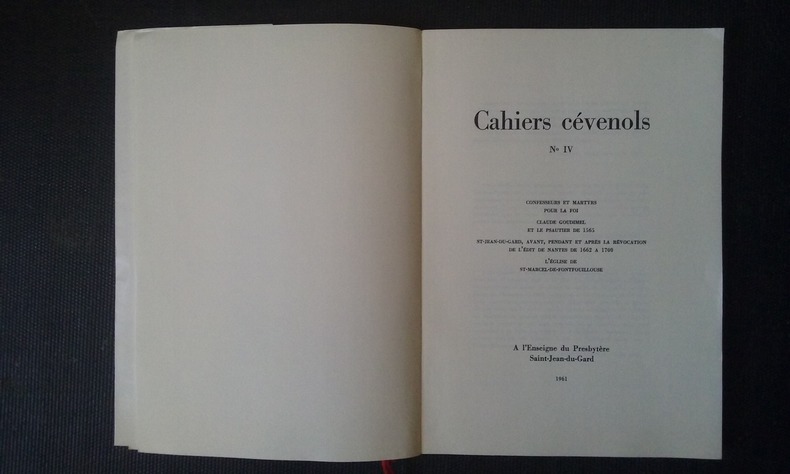 Cahiers cévenols
No IV
CONFESSEURS ET MARTYRS
POUR LA FOI
CLAUDE GOUDIMEL
ET LE PSAUTIER DE 1565
ST-JEAN-DU-GARD, AVANT, PENDANT ET APRÈS LA RÉVOCATION
DE L'ÉDIT DE NANTES DE 1662 A 1708
L'ÉGLISE DE
ST-MARCEL-DE-FONTFOUILLOUSE
A l'Enseigne du Presbytère
Saint-Jean-du-Gard
1961